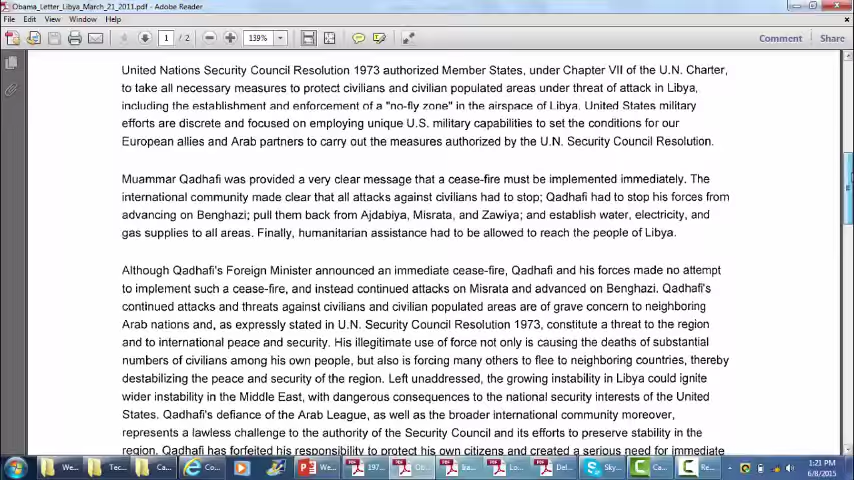 Obama_Letter_Libya_March_21_2011.pdf - Adobe Reader
File Edit View Window Help
1 / 2 139% Comment Share
United Nations Security Council Resolution 1973 authorized Member States, under Chapter VII of the U.N. Charter,
to take all necessary measures to protect civilians and civilian populated areas under threat of attack in Libya,
including the establishment and enforcement of a "no-fly zone" in the airspace of Libya. United States military
efforts are discrete and focused on employing unique U.S. military capabilities to set the conditions for our
European allies and Arab partners to carry out the measures authorized by the U.N. Security Council Resolution.
Muammar Qadhafi was provided a very clear message that a cease-fire must be implemented immediately. The
international community made clear that all attacks against civilians had to stop; Qadhafi had to stop his forces from
advancing on Benghazi; pull them back from Ajdabiya, Misrata, and Zawiya; and establish water, electricity, and
gas supplies to all areas. Finally, humanitarian assistance had to be allowed to reach the people of Libya.
Although Qadhafi's Foreign Minister announced an immediate cease-fire, Qadhafi and his forces made no attempt
to implement such a cease-fire, and instead continued attacks on Misrata and advanced on Benghazi. Qadhafi's
continued attacks and threats against civilians and civilian populated areas are of grave concern to neighboring
Arab nations and, as expressly stated in U.N. Security Council Resolution 1973, constitute a threat to the region
and to international peace and security. His illegitimate use of force not only is causing the deaths of substantial
numbers of civilians among his own people, but also is forcing many others to flee to neighboring countries, thereby
destabilizing the peace and security of the region. Left unaddressed, the growing instability in Libya could ignite
wider instability in the Middle East, with dangerous consequences to the national security interests of the United
States. Qadhafi's defiance of the Arab League, as well as the broader international community moreover,
represents a lawless challenge to the authority of the Security Council and its efforts to preserve stability in the
region. Qadhafi has forfeited his responsibility to protect his own citizens and created a serious need for immediate
We... Tec... Ca... Co... We... 197... Ob... Lo... Del... Sky... Ca... Re... 1:21 PM
6/8/2015